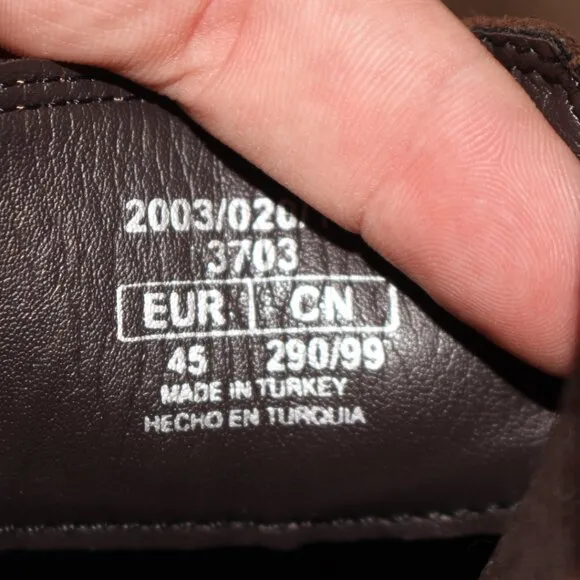 2003/020/
3703
EUR CN
45 290/99
MADE IN TURKEY
HECHO EN TURQUIA